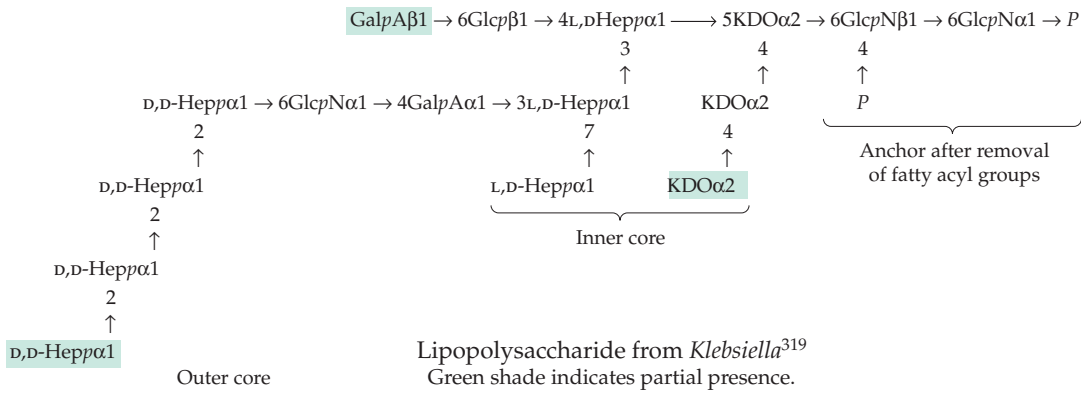 GalpAβ1 → 6Glcpβ1 → 4L,DHeppα1 ⟶ 5KDOα2 → 6GlcpNβ1 → 6GlcpNα1 → P
3 4 4
↑ ↑ ↑
D,D-Heppα1 → 6GlcpNα1 → 4GalpAα1 → 3L,D-Heppα1 KDOα2 P
2 7 4
↑ ↑ ↑
Anchor after removal
of fatty acyl groups
D,D-Heppα1 L,D-Heppα1 KDOα2
2
↑
Inner core
D,D-Heppα1
2
↑
D,D-Heppα1
Outer core
Lipopolysaccharide from Klebsiella319
Green shade indicates partial presence.